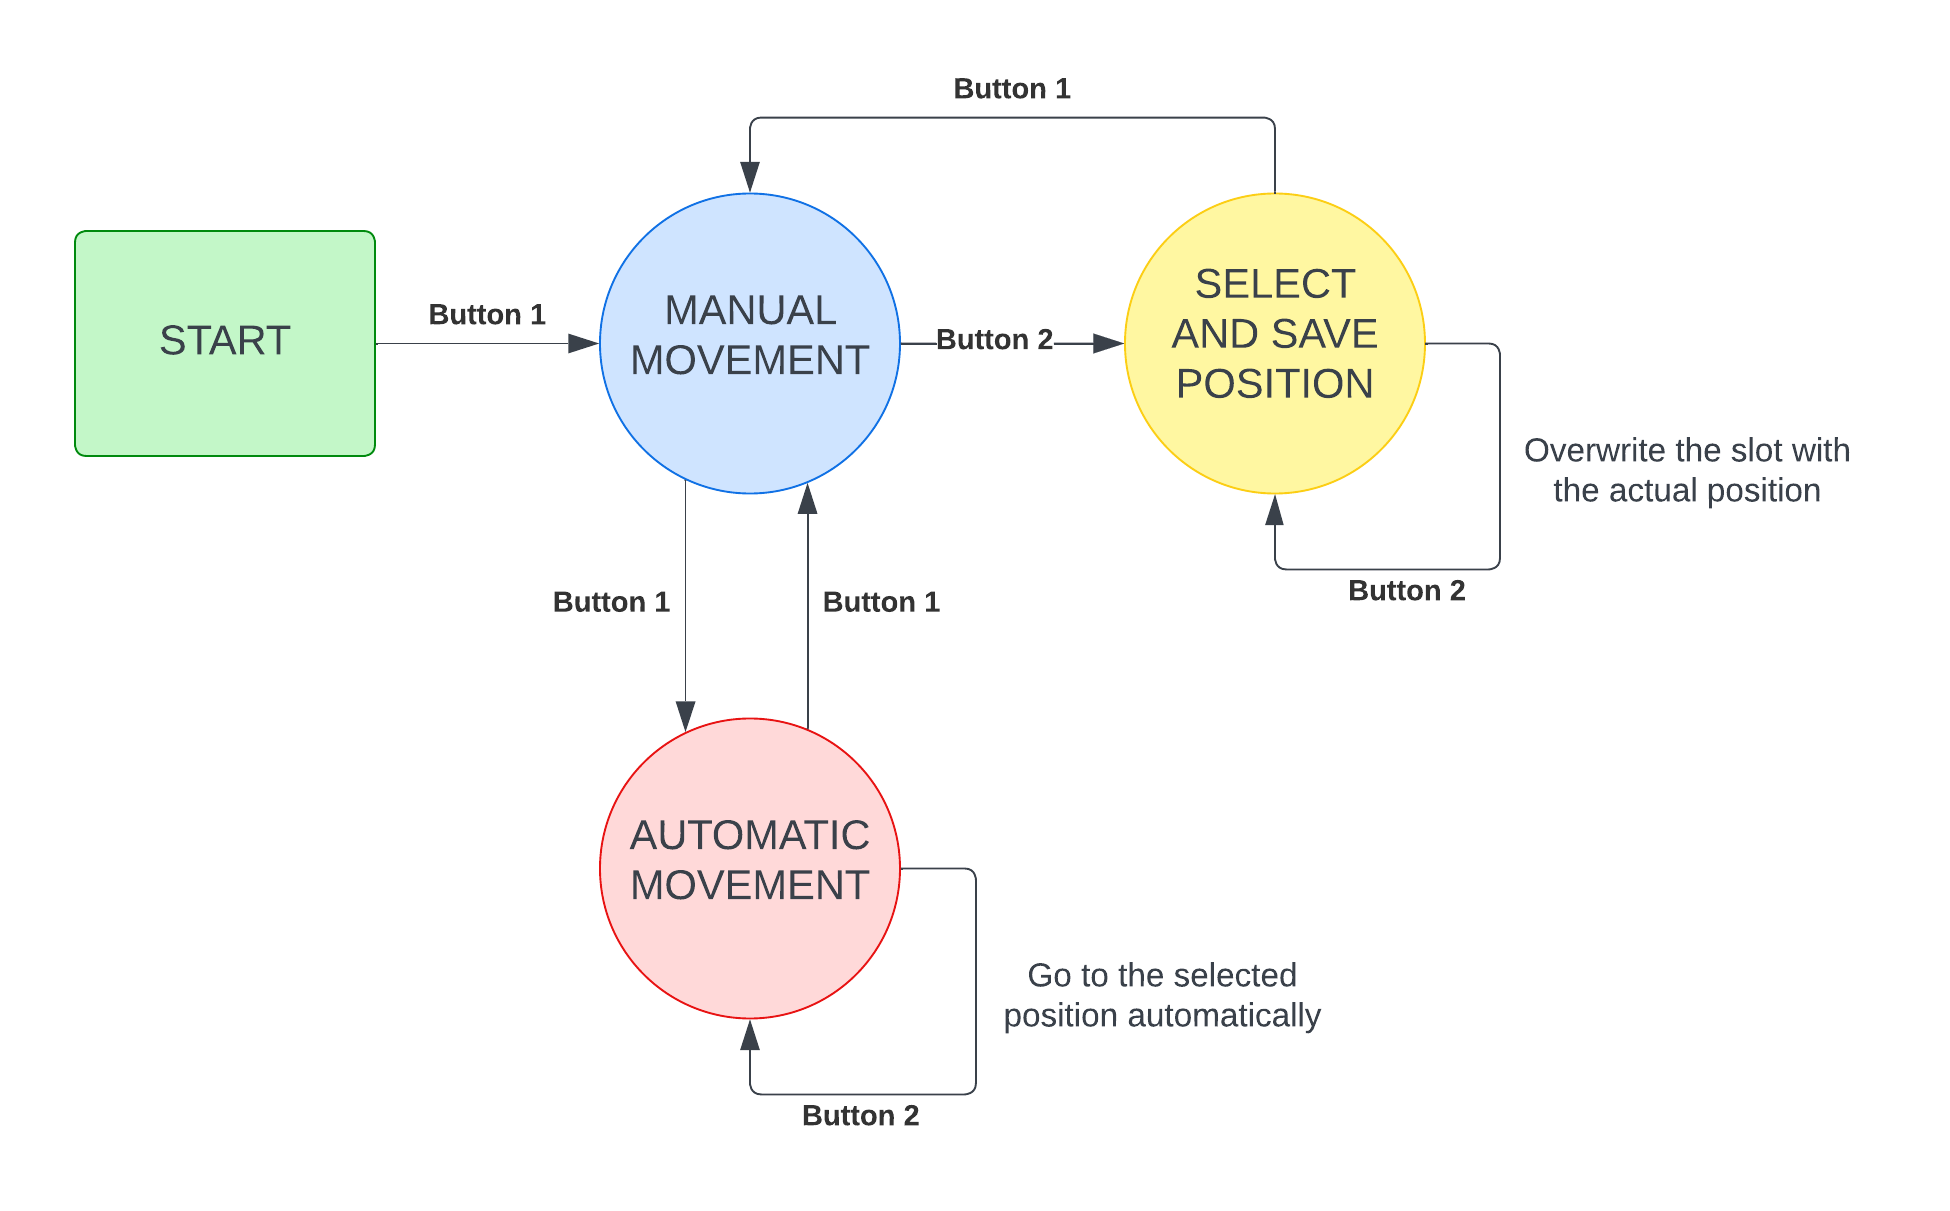 Button 1
START
Button 1
MANUAL
MOVEMENT
Button 2
SELECT
AND SAVE
POSITION
Overwrite the slot with
the actual position
Button 2
Button 1
Button 1
AUTOMATIC
MOVEMENT
Go to the selected
position automatically
Button 2